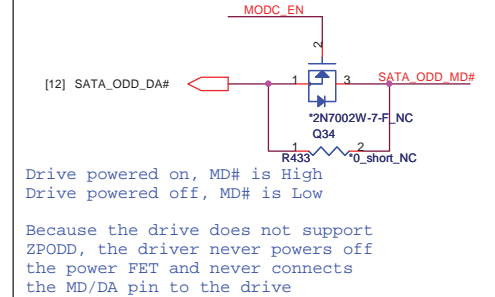 MODC_EN
2
[12] SATA_ODD_DA#
1
3
SATA_ODD_MD#
*2N7002W-7-F_NC
Q34
1
2
R433
*0_short_NC
Drive powered on, MD# is High
Drive powered off, MD# is Low
Because the drive does not support
ZPODD, the driver never powers off
the power FET and never connects
the MD/DA pin to the drive